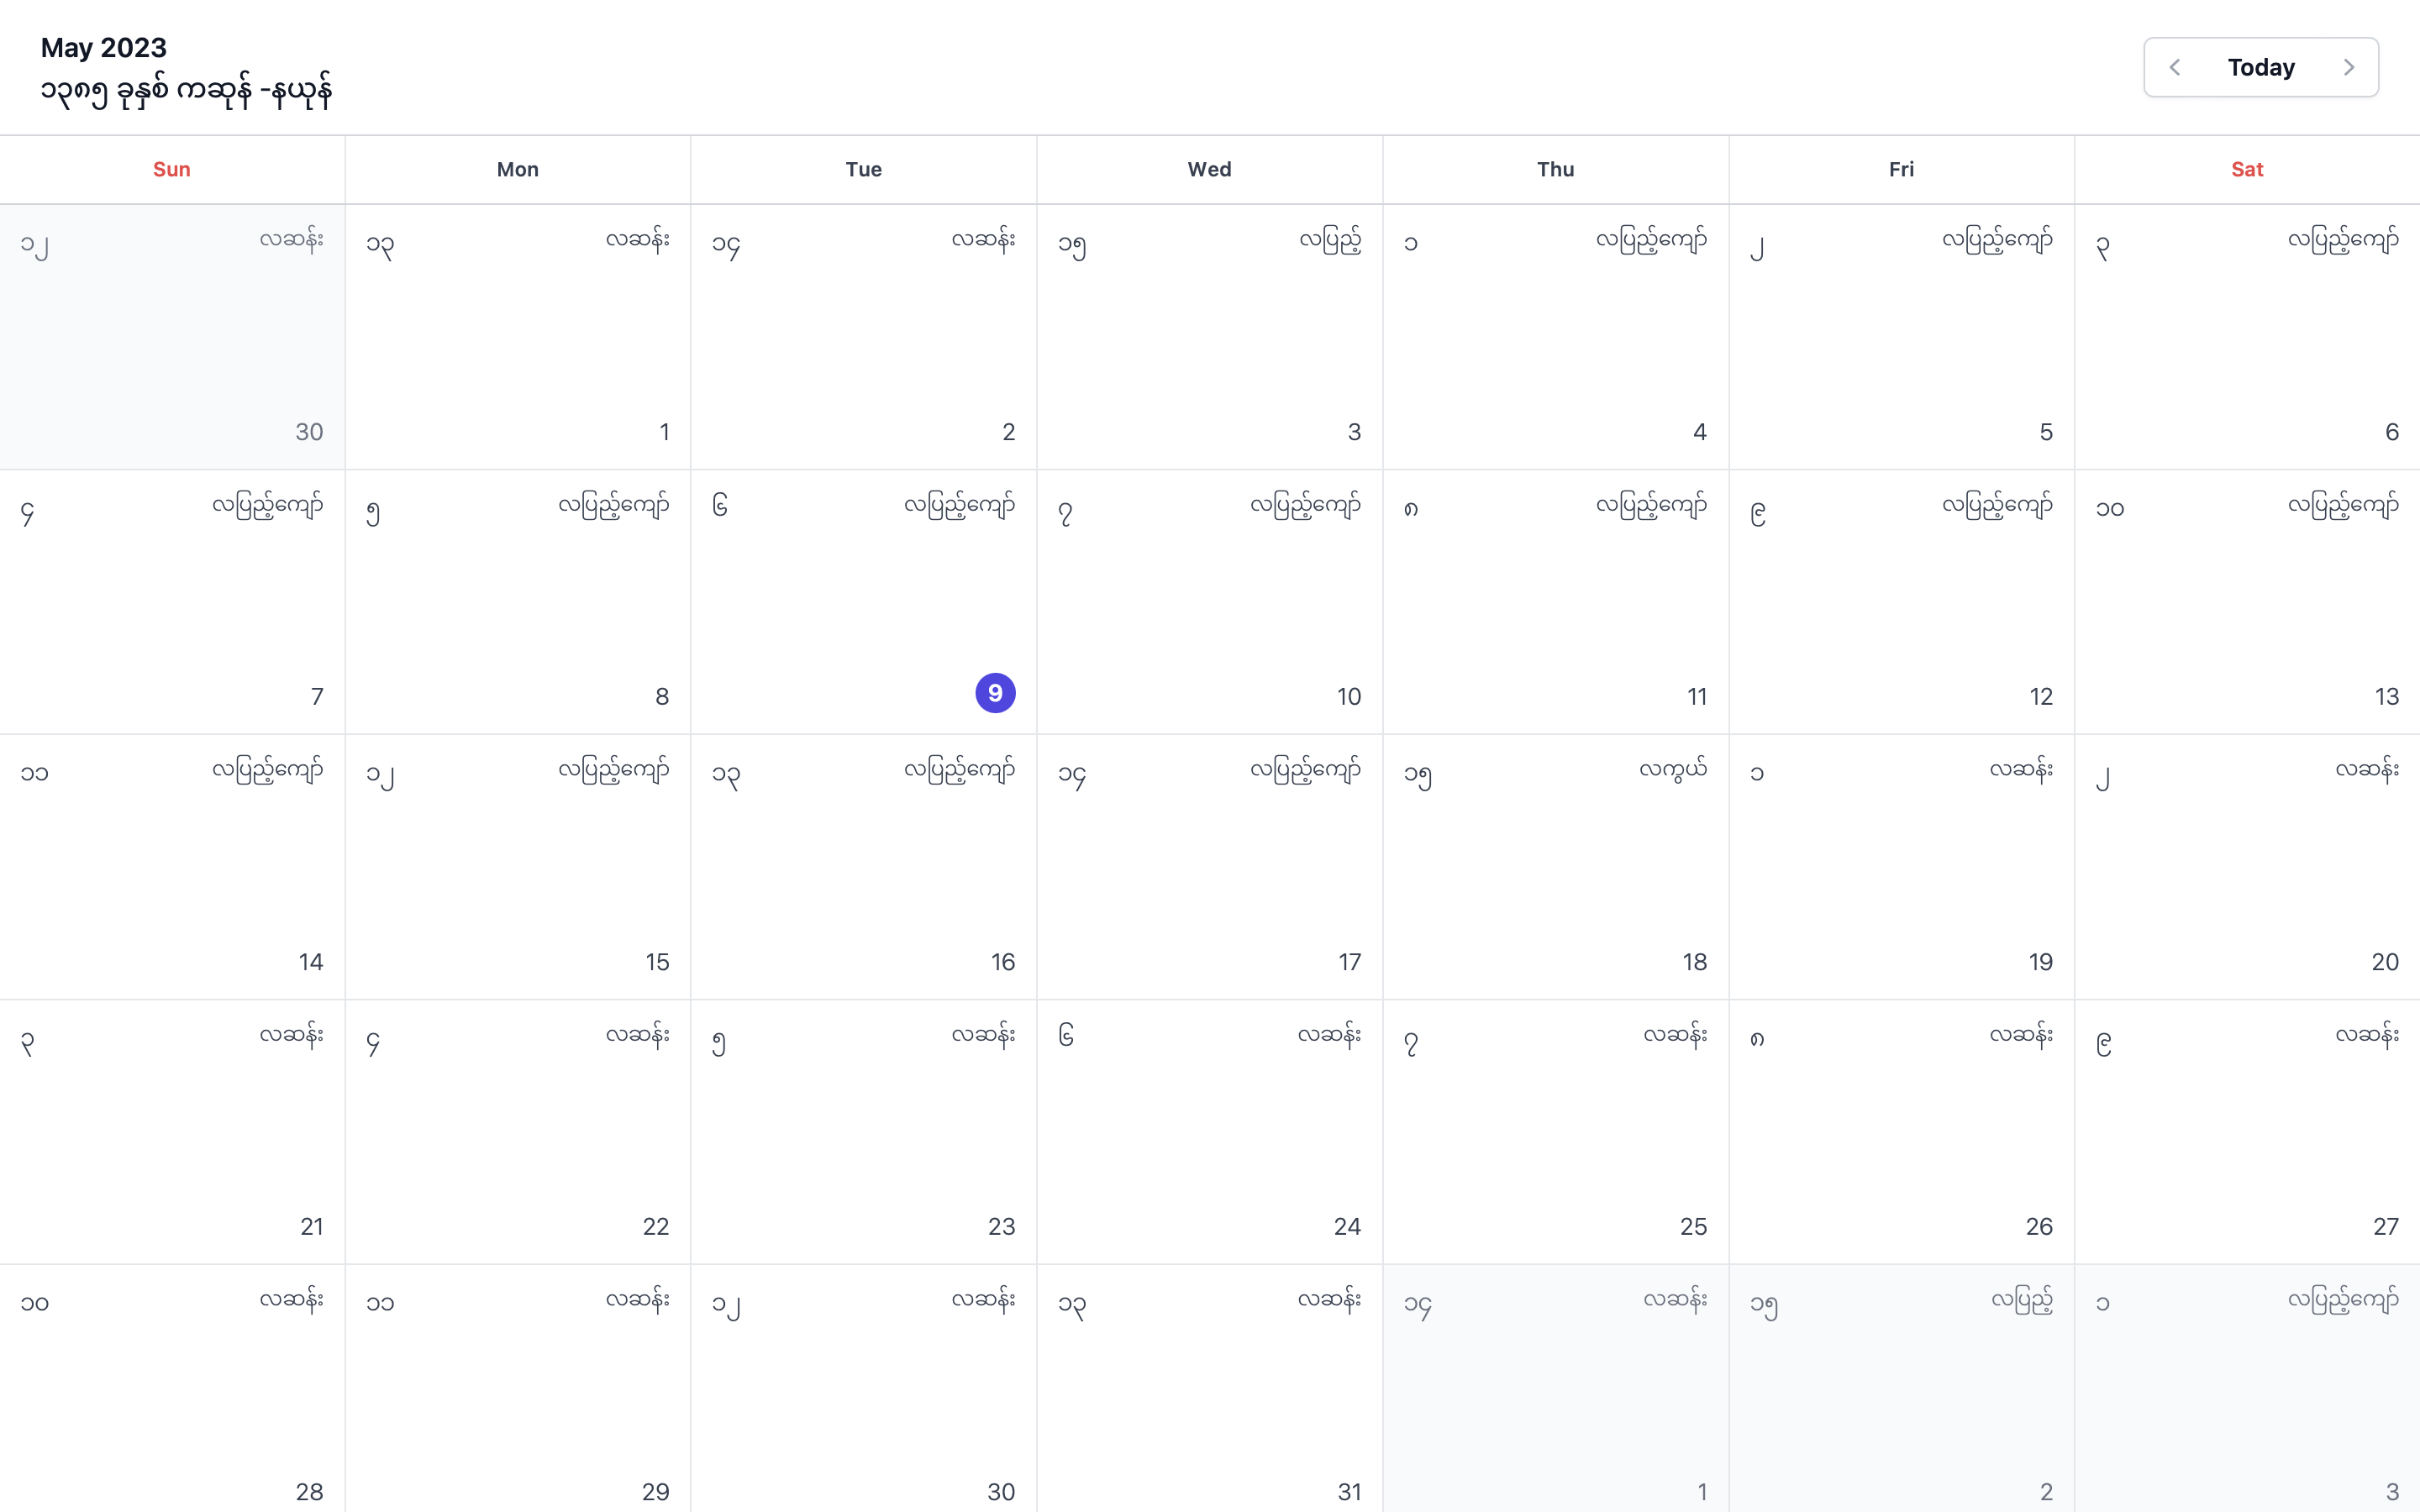 May 2023
၁၃၈၅ ခုနှစ် ကဆုန် -နယုန်
Today
Sun Mon Tue Wed Thu Fri Sat
၁၂ လဆန်း ၁၃ လဆန်း ၁၄ လဆန်း ၁၅ လပြည့် ၁ လပြည့်ကျော် ၂ လပြည့်ကျော် ၃ လပြည့်ကျော်
30 1 2 3 4 5 6
၄ လပြည့်ကျော် ၅ လပြည့်ကျော် ၆ လပြည့်ကျော် ၇ လပြည့်ကျော် ၈ လပြည့်ကျော် ၉ လပြည့်ကျော် ၁၀ လပြည့်ကျော်
7 8 9 10 11 12 13
၁၁ လပြည့်ကျော် ၁၂ လပြည့်ကျော် ၁၃ လပြည့်ကျော် ၁၄ လပြည့်ကျော် ၁၅ လကွယ် ၁ လဆန်း ၂ လဆန်း
14 15 16 17 18 19 20
၃ လဆန်း ၄ လဆန်း ၅ လဆန်း ၆ လဆန်း ၇ လဆန်း ၈ လဆန်း ၉ လဆန်း
21 22 23 24 25 26 27
၁၀ လဆန်း ၁၁ လဆန်း ၁၂ လဆန်း ၁၃ လဆန်း ၁၄ လဆန်း ၁၅ လပြည့် ၁ လပြည့်ကျော်
28 29 30 31 1 2 3